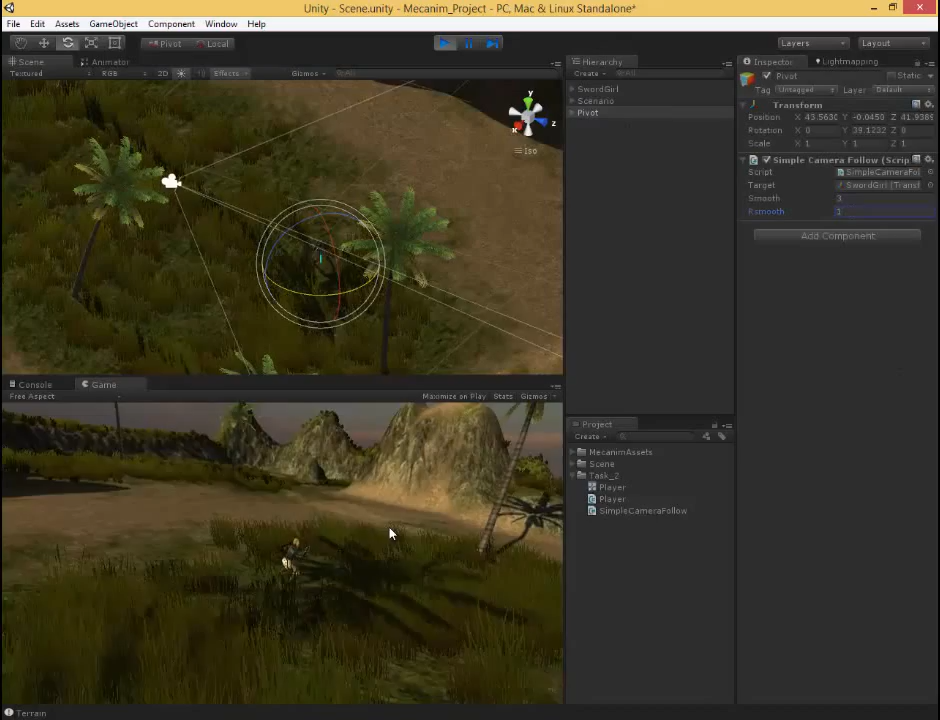 Unity - Scene.unity - Mecanim_Project - PC, Mac & Linux Standalone*
File Edit Assets GameObject Component Window Help
Pivot Local Layers Layout
Scene Animator
Textured RGB 2D Effects Gizmos
y
x
z
Iso
Hierarchy
Create
SwordGirl
Scenario
Pivot
Inspector Lightmapping
Pivot Static
Tag Untagged Layer Default
Transform
Position X 43.563( Y -0.0450 Z 41.9389
Rotation X 0 Y 39.1232 Z 0
Scale X 1 Y 1 Z 1
Simple Camera Follow (Scrip
Script SimpleCameraFol
Target SwordGirl (Transf
Smooth 3
Rsmooth 1
Add Component
Console Game
Free Aspect Maximize on Play Stats Gizmos
Project
Create
MecanimAssets
Scene
Task_2
Player
Player
SimpleCameraFollow
Terrain